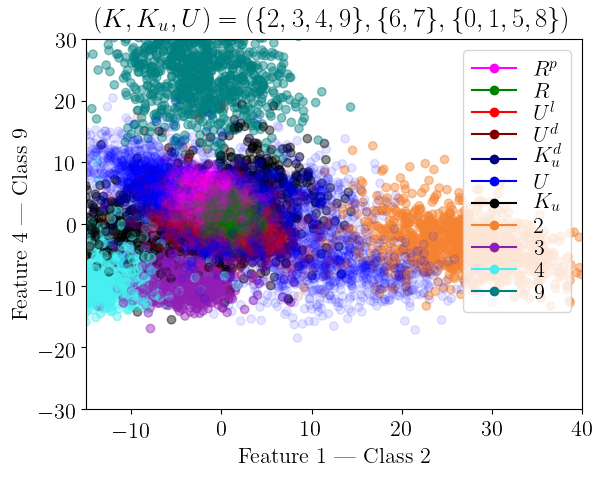 (K, K_u, U) = ({2, 3, 4, 9}, {6, 7}, {0, 1, 5, 8})
30
20
10
0
−10
−20
−30
Feature 4 — Class 9
R^p
R
U^l
U^d
K_u^d
U
K_u
2
3
4
9
−10
0
10
20
30
40
Feature 1 — Class 2